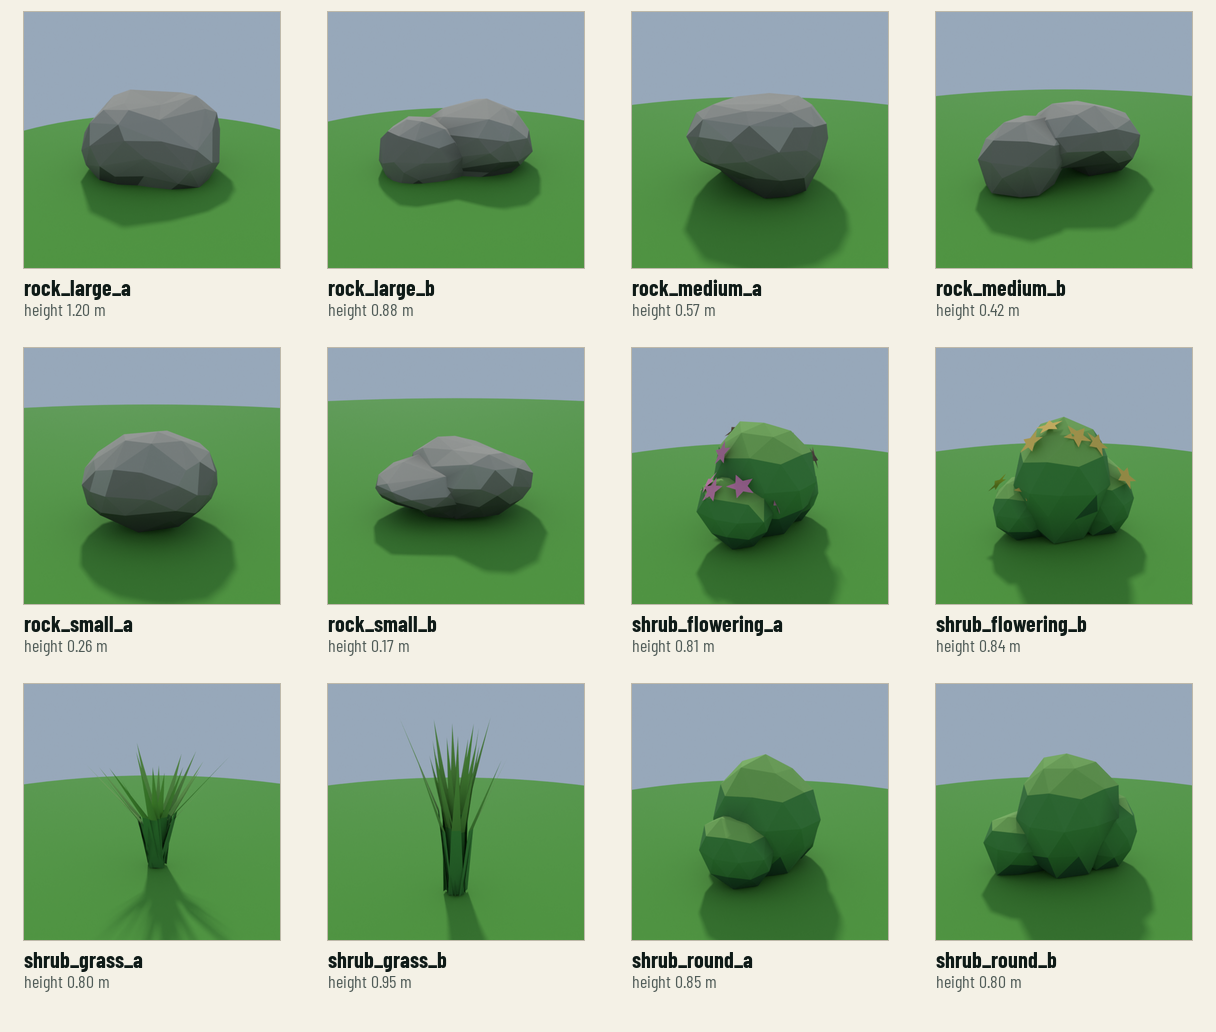 rock_large_a
height 1.20 m
rock_large_b
height 0.88 m
rock_medium_a
height 0.57 m
rock_medium_b
height 0.42 m
rock_small_a
height 0.26 m
rock_small_b
height 0.17 m
shrub_flowering_a
height 0.81 m
shrub_flowering_b
height 0.84 m
shrub_grass_a
height 0.80 m
shrub_grass_b
height 0.95 m
shrub_round_a
height 0.85 m
shrub_round_b
height 0.80 m